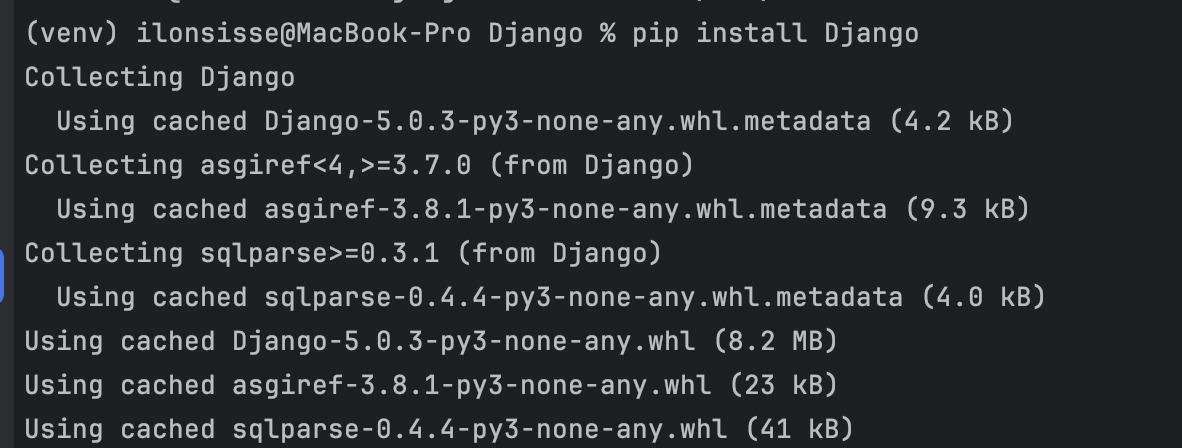 (venv) ilonsisse@MacBook-Pro Django % pip install Django
Collecting Django
  Using cached Django-5.0.3-py3-none-any.whl.metadata (4.2 kB)
Collecting asgiref<4,>=3.7.0 (from Django)
  Using cached asgiref-3.8.1-py3-none-any.whl.metadata (9.3 kB)
Collecting sqlparse>=0.3.1 (from Django)
  Using cached sqlparse-0.4.4-py3-none-any.whl.metadata (4.0 kB)
Using cached Django-5.0.3-py3-none-any.whl (8.2 MB)
Using cached asgiref-3.8.1-py3-none-any.whl (23 kB)
Using cached sqlparse-0.4.4-py3-none-any.whl (41 kB)